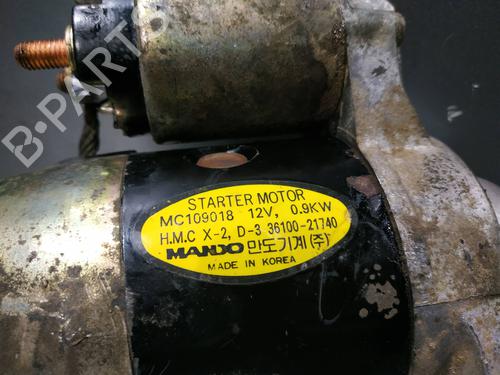 B-PARTS
STARTER MOTOR
MC109018 12V, 0.9KW
H.M.C X-2, D-3 36100-21740
MANDO 만도기계(주)
MADE IN KOREA